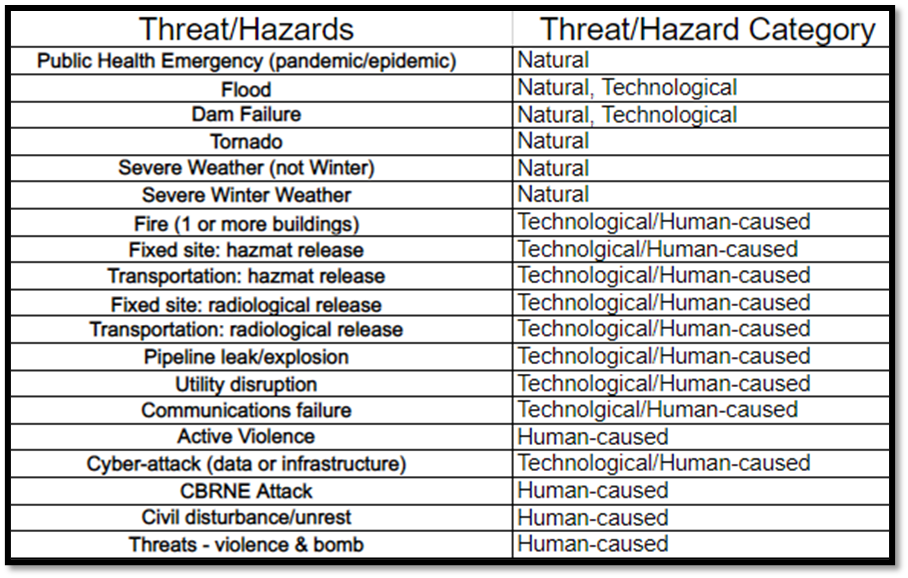 Threat/Hazards Threat/Hazard Category
Public Health Emergency (pandemic/epidemic) Natural
Flood Natural, Technological
Dam Failure Natural, Technological
Tornado Natural
Severe Weather (not Winter) Natural
Severe Winter Weather Natural
Fire (1 or more buildings) Technological/Human-caused
Fixed site: hazmat release Technolgical/Human-caused
Transportation: hazmat release Technological/Human-caused
Fixed site: radiological release Technological/Human-caused
Transportation: radiological release Technological/Human-caused
Pipeline leak/explosion Technological/Human-caused
Utility disruption Technological/Human-caused
Communications failure Technolgical/Human-caused
Active Violence Human-caused
Cyber-attack (data or infrastructure) Technological/Human-caused
CBRNE Attack Human-caused
Civil disturbance/unrest Human-caused
Threats - violence & bomb Human-caused